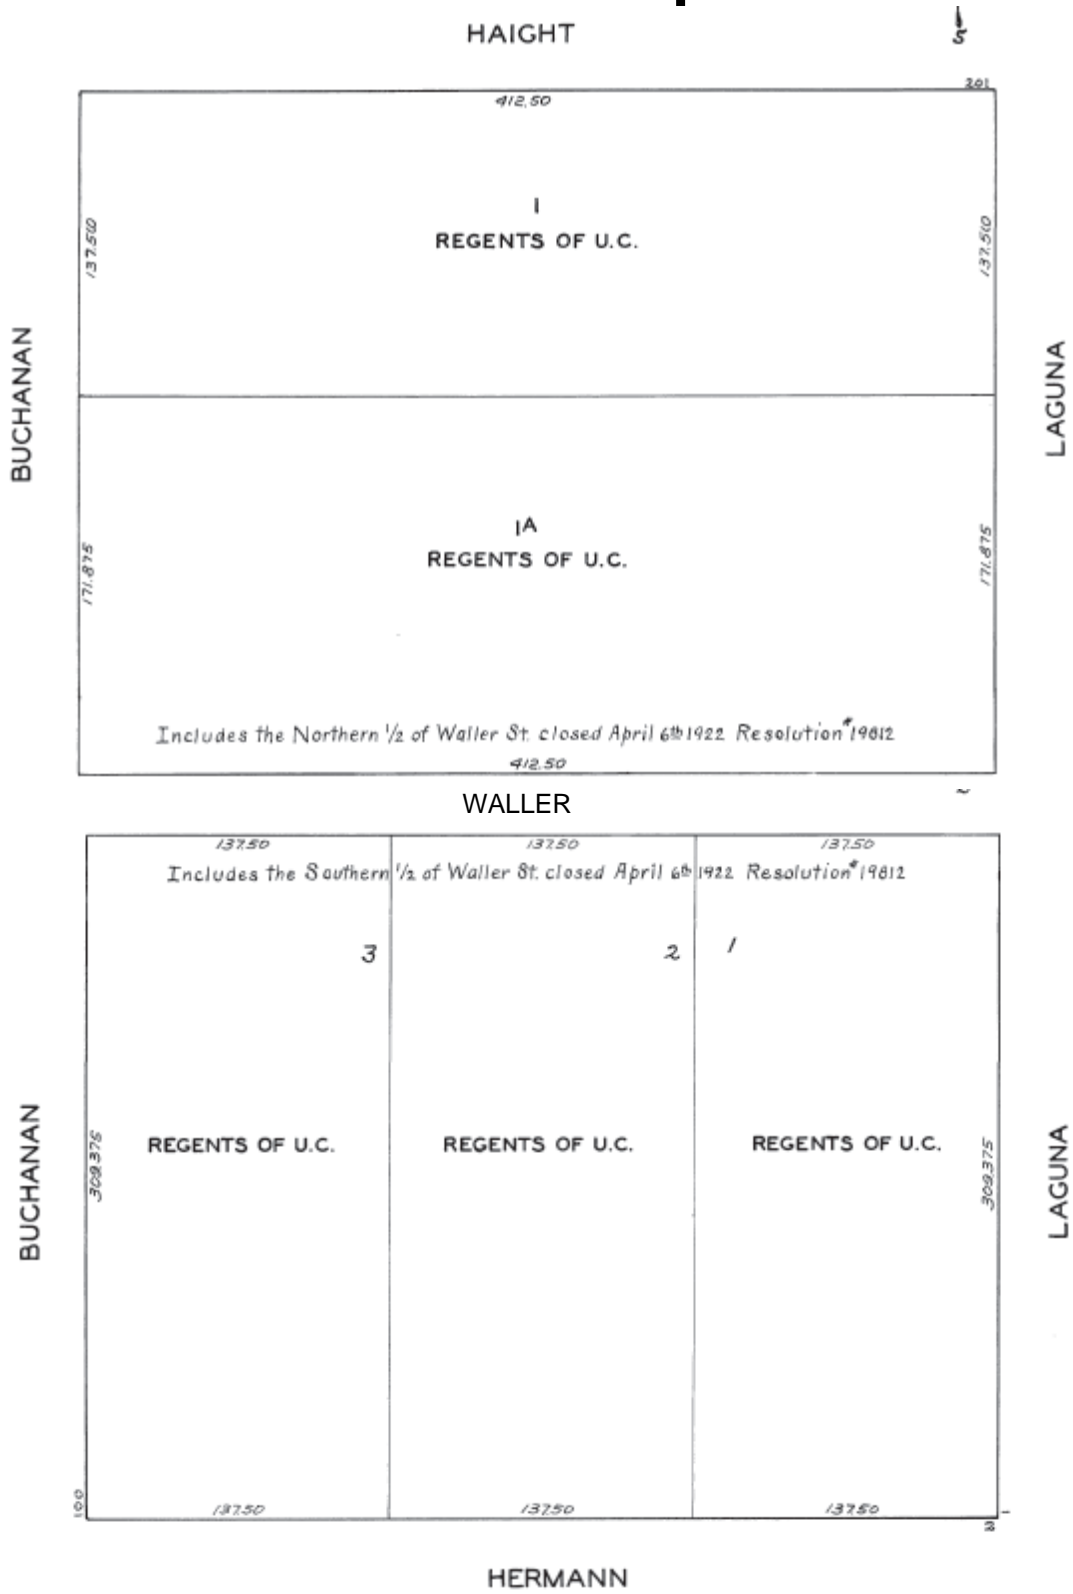 HAIGHT
S
201
412.50
137.50
137.50
1
REGENTS OF U.C.
BUCHANAN
LAGUNA
1A
REGENTS OF U.C.
171.875
171.875
Includes the Northern 1/2 of Waller St. closed April 6th 1922 Resolution #19812
412.50
WALLER
137.50 137.50 137.50
Includes the Southern 1/2 of Waller St. closed April 6th 1922 Resolution #19812
3 2 1
BUCHANAN
309.375
REGENTS OF U.C. REGENTS OF U.C. REGENTS OF U.C.
309.375
LAGUNA
100
137.50 137.50 137.50
2
HERMANN